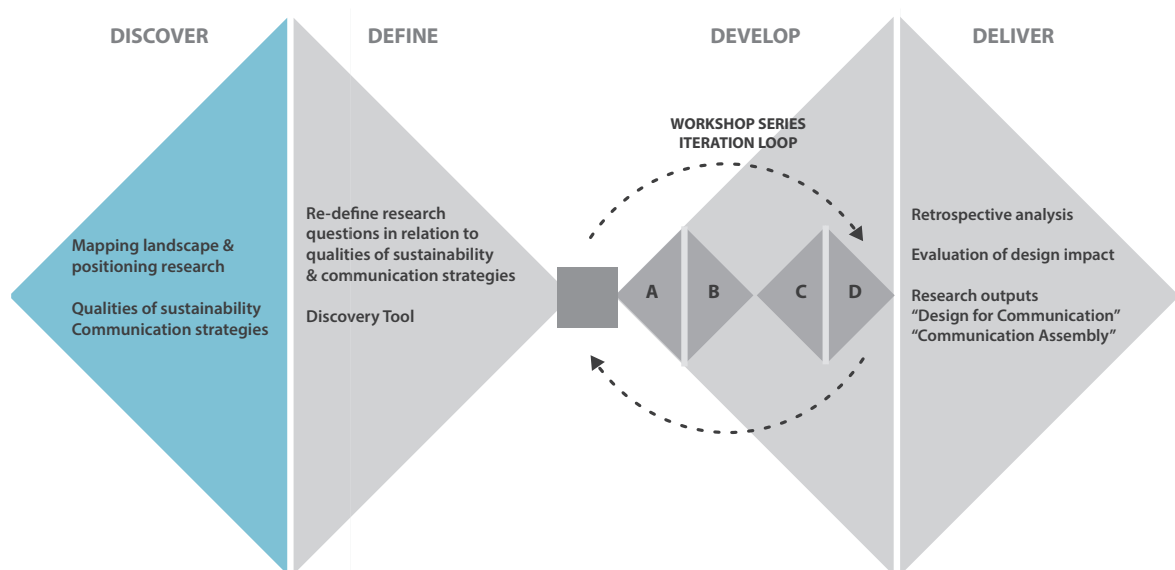 DISCOVER
DEFINE
DEVELOP
DELIVER
WORKSHOP SERIES
ITERATION LOOP
Mapping landscape &
positioning research
Qualities of sustainability
Communication strategies
Re-define research
questions in relation to
qualities of sustainability
& communication strategies
Discovery Tool
A
B
C
D
Retrospective analysis
Evaluation of design impact
Research outputs
“Design for Communication”
“Communication Assembly”